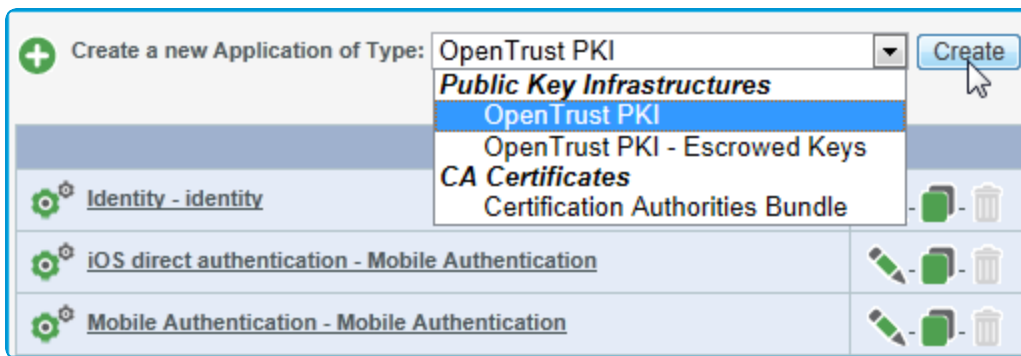 Create a new Application of Type: OpenTrust PKI Create
Public Key Infrastructures
OpenTrust PKI
OpenTrust PKI - Escrowed Keys
CA Certificates
Certification Authorities Bundle
Identity - identity
iOS direct authentication - Mobile Authentication
Mobile Authentication - Mobile Authentication